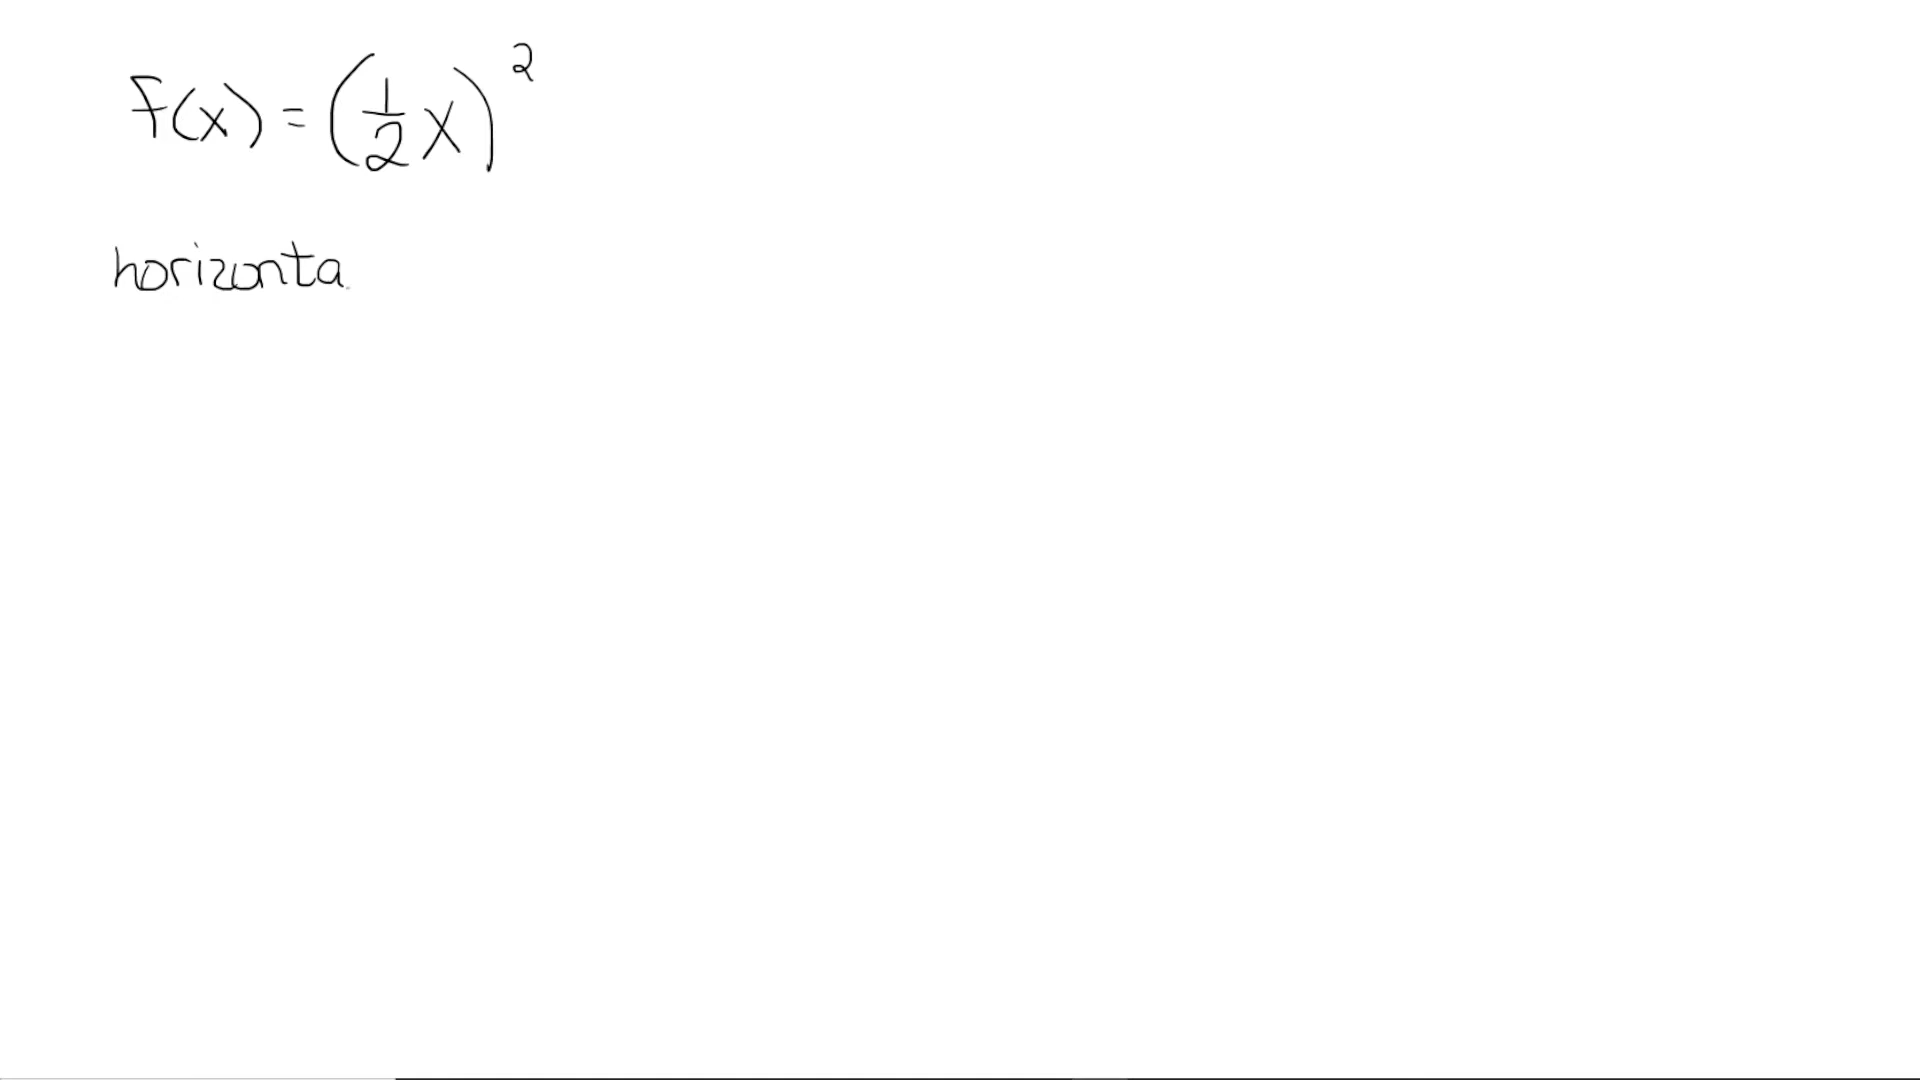 f(x) = (1/2 x)^2
horizonta